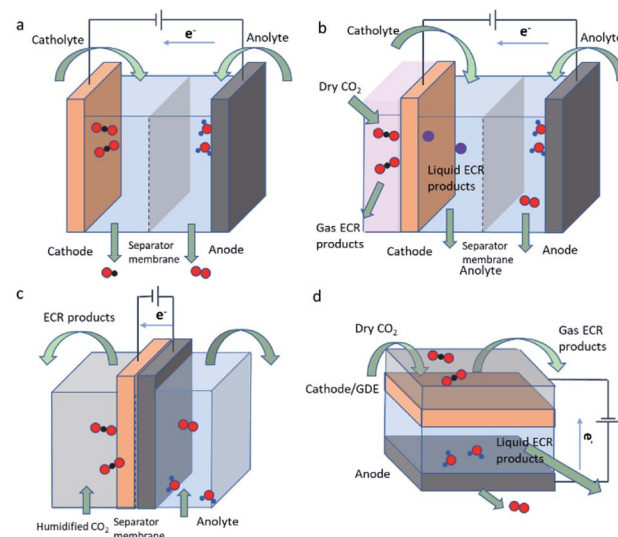 a
e-
Catholyte
Anolyte
Cathode
Separator
membrane
Anode
b
e-
Catholyte
Anolyte
Dry CO2
Liquid ECR
products
Gas ECR
products
Cathode
Separator
membrane
Anode
Anolyte
c
e-
ECR products
Humidified CO2
Separator
membrane
Anolyte
d
Dry CO2
Gas ECR
products
Cathode/GDE
e-
Liquid ECR
products
Anode